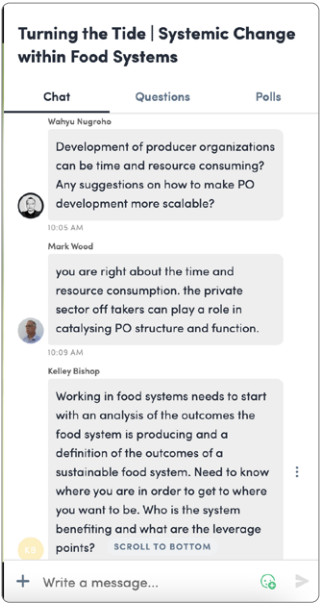 Turning the Tide | Systemic Change
within Food Systems
Chat Questions Polls
Wahyu Nugroho
Development of producer organizations
can be time and resource consuming?
Any suggestions on how to make PO
development more scalable?
10:05 AM
Mark Wood
you are right about the time and
resource consumption. the private
sector off takers can play a role in
catalysing PO structure and function.
10:09 AM
Kelley Bishop
Working in food systems needs to start
with an analysis of the outcomes the
food system is producing and a
definition of the outcomes of a
sustainable food system. Need to know
where you are in order to get to where
you want to be. Who is the system
benefiting and what are the leverage
points?
SCROLL TO BOTTOM
Write a message...